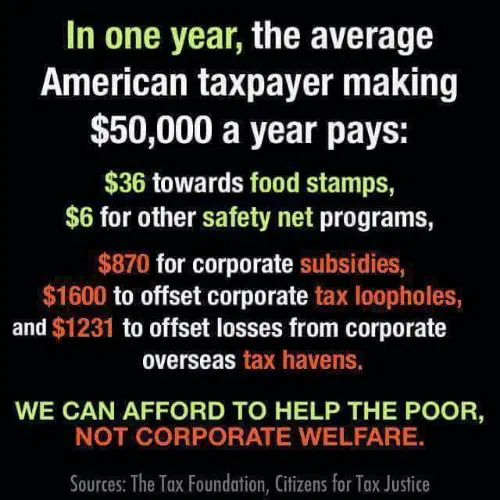 In one year, the average
American taxpayer making
$50,000 a year pays:
$36 towards food stamps,
$6 for other safety net programs,
$870 for corporate subsidies,
$1600 to offset corporate tax loopholes,
and $1231 to offset losses from corporate
overseas tax havens.
WE CAN AFFORD TO HELP THE POOR,
NOT CORPORATE WELFARE.
Sources: The Tax Foundation, Citizens for Tax Justice